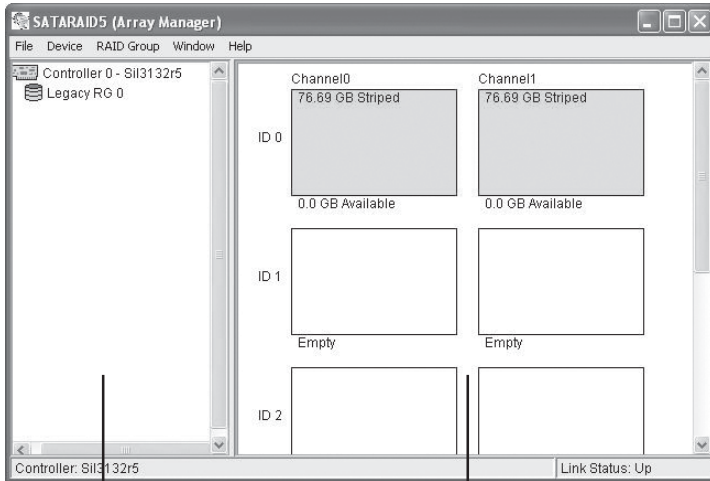 SATARAID5 (Array Manager)
File Device RAID Group Window Help
Controller 0 - SiI3132r5
Legacy RG 0
Channel0 Channel1
ID 0
76.69 GB Striped 76.69 GB Striped
0.0 GB Available 0.0 GB Available
ID 1
Empty Empty
ID 2
Controller: SiI3132r5 Link Status: Up